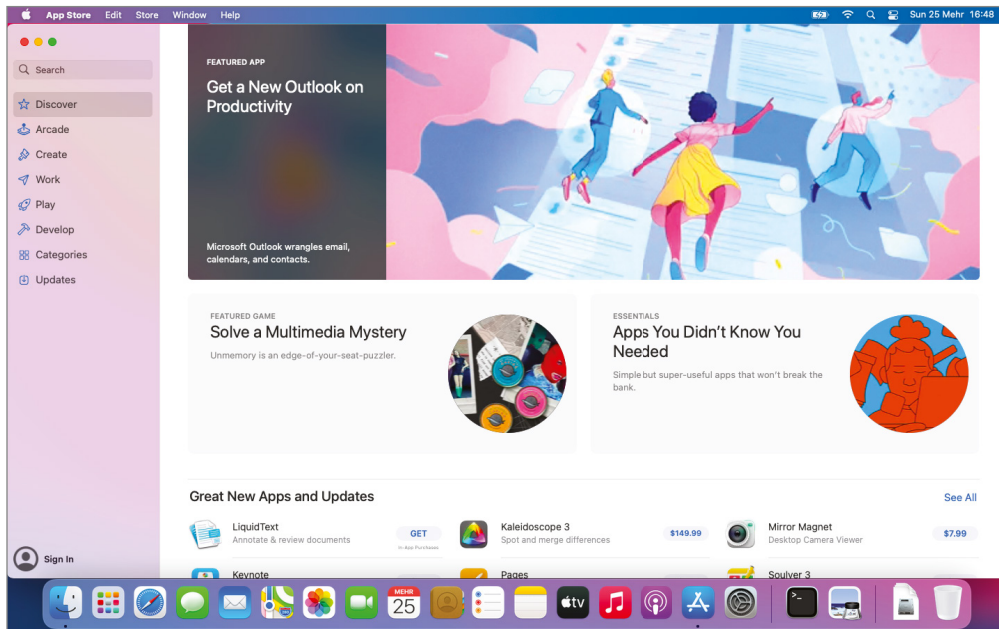 App Store Edit Store Window Help
Sun 25 Mehr 16:48
Search
Discover
Arcade
Create
Work
Play
Develop
Categories
Updates
Sign In
FEATURED APP
Get a New Outlook on
Productivity
Microsoft Outlook wrangles email,
calendars, and contacts.
FEATURED GAME
Solve a Multimedia Mystery
Unmemory is an edge-of-your-seat-puzzler.
ESSENTIALS
Apps You Didn't Know You
Needed
Simple but super-useful apps that won't break the
bank.
Great New Apps and Updates
See All
LiquidText
Annotate & review documents
GET
In-App Purchases
Kaleidoscope 3
Spot and merge differences
$149.99
Mirror Magnet
Desktop Camera Viewer
$7.99
Keynote
Pages
Soulver 3
MEHR
25
tv